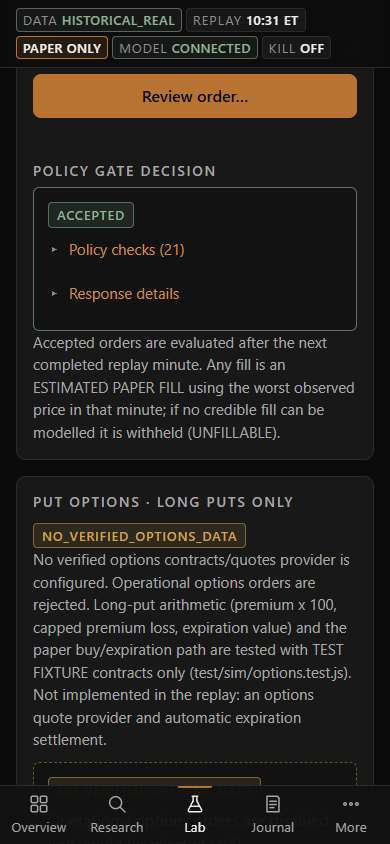 DATA HISTORICAL_REAL REPLAY 10:31 ET
PAPER ONLY MODEL CONNECTED KILL OFF
Review order...
POLICY GATE DECISION
ACCEPTED
▸ Policy checks (21)
▸ Response details
Accepted orders are evaluated after the next
completed replay minute. Any fill is an
ESTIMATED PAPER FILL using the worst observed
price in that minute; if no credible fill can be
modelled it is withheld (UNFILLABLE).
PUT OPTIONS · LONG PUTS ONLY
NO_VERIFIED_OPTIONS_DATA
No verified options contracts/quotes provider is
configured. Operational options orders are
rejected. Long-put arithmetic (premium x 100,
capped premium loss, expiration value) and the
paper buy/expiration path are tested with TEST
FIXTURE contracts only (test/sim/options.test.js).
Not implemented in the replay: an options
quote provider and automatic expiration
settlement.
Overview Research Lab Journal More